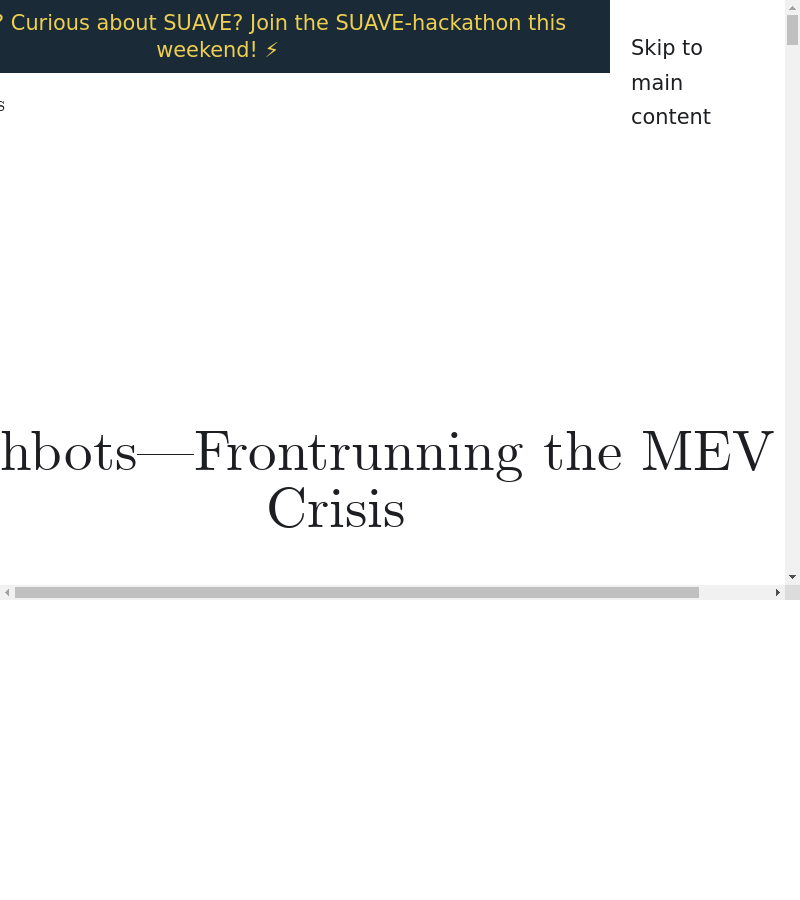 ? Curious about SUAVE? Join the SUAVE-hackathon this
weekend! ⚡
Skip to
main
content
s
hbots—Frontrunning the MEV
Crisis